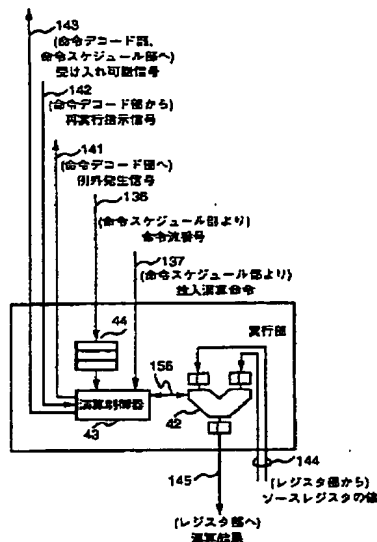 143
(命令デコード部、
命令スケジュール部へ)
受け入れ可能信号
142
(命令デコード部から)
再実行指示信号
141
(命令デコード部へ)
例外発生信号
136
(命令スケジュール部より)
命令流番号
137
(命令スケジュール部より)
投入演算命令
実行部
44
156
演算制御器
43
42
144
(レジスタ部から)
ソースレジスタの値
145
(レジスタ部へ)
演算結果